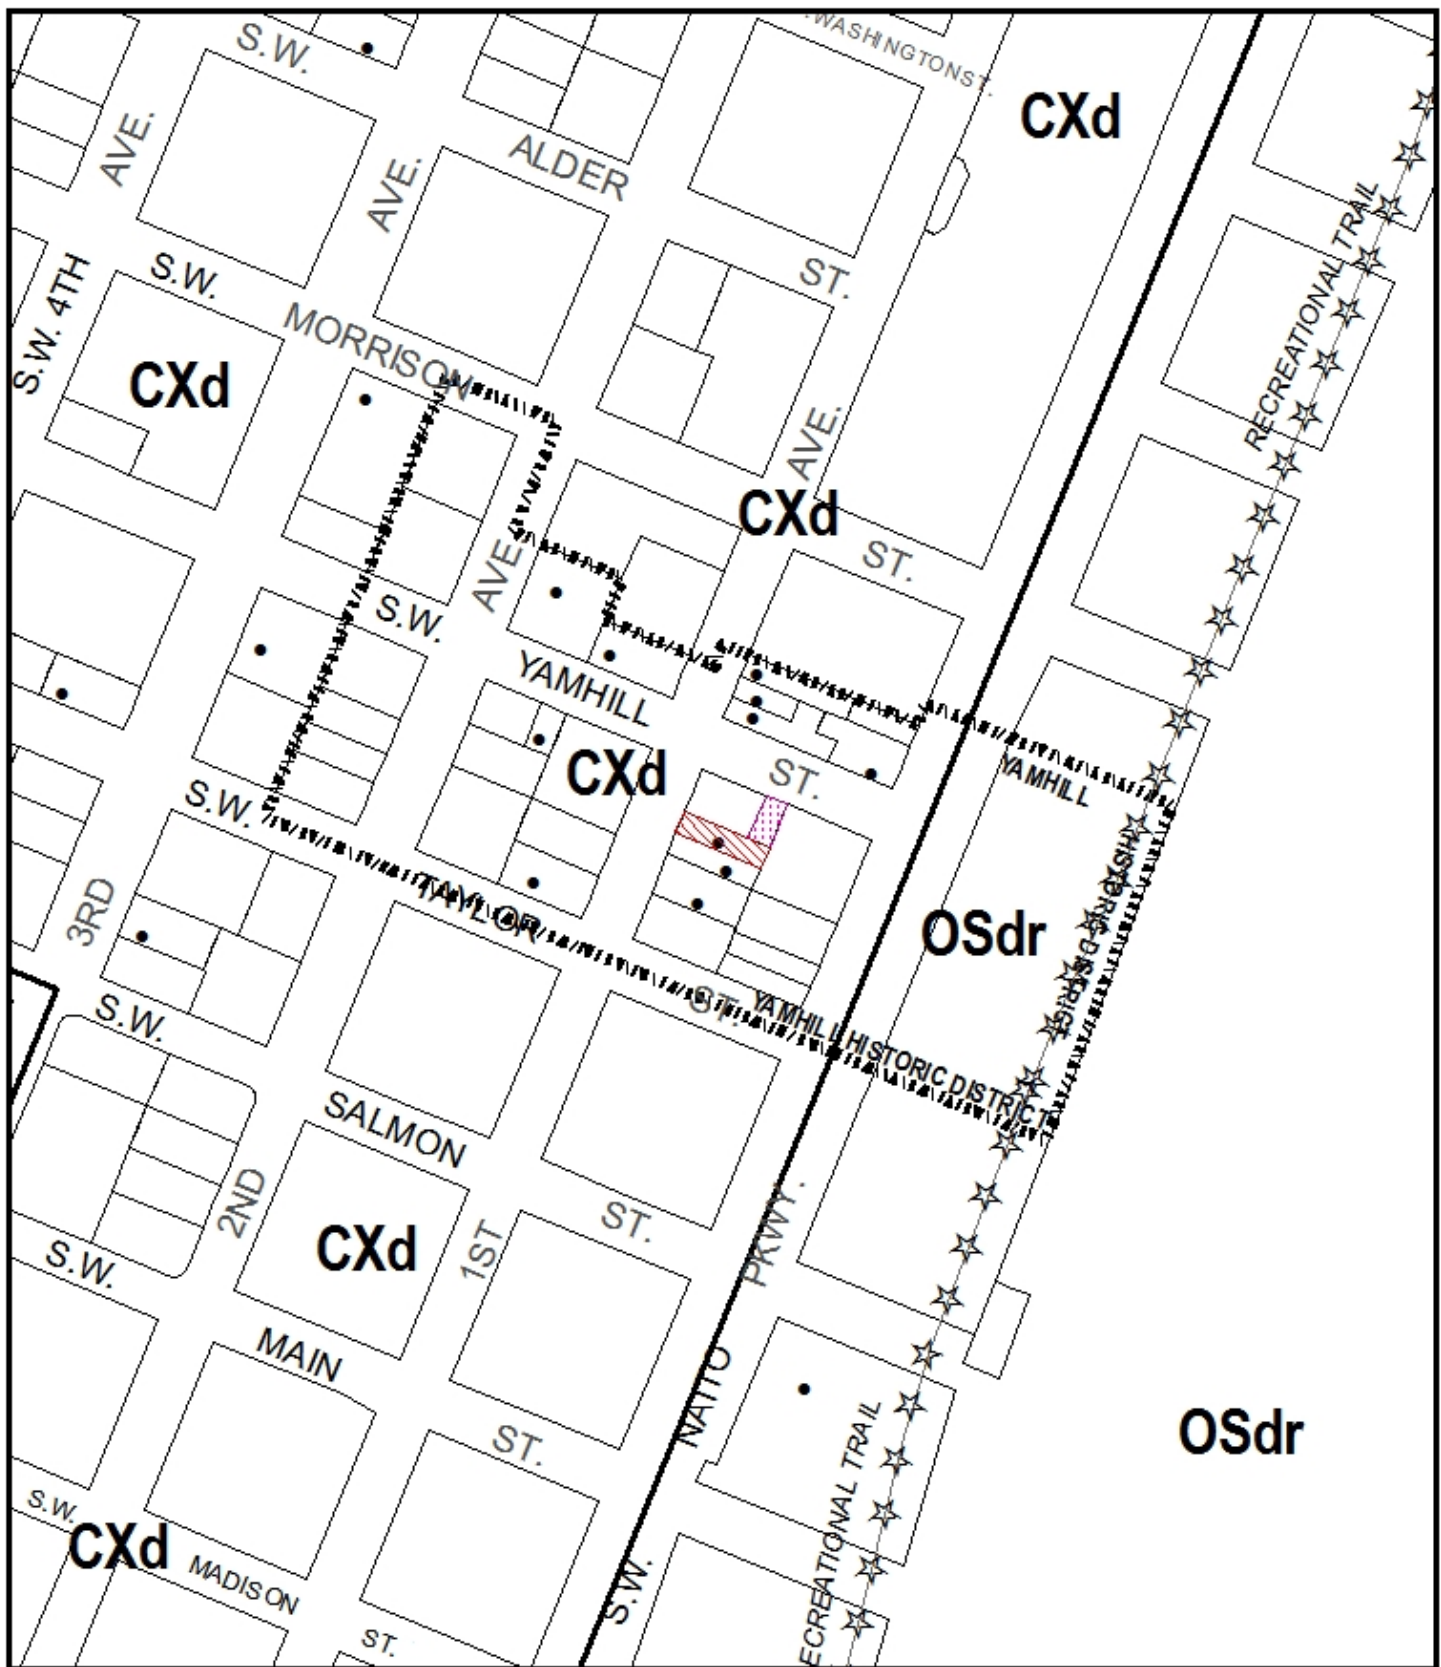 S.W.
WASHINGTON ST.
CXd
AVE.
ALDER
AVE.
ST.
S.W.
S.W. 4TH
RECREATIONAL TRAIL
MORRISON
CXd
AVE.
CXd
ST.
AVE.
S.W.
YAMHILL
CXd
ST.
YAMHILL
S.W.
HISTORIC DISTRICT
TAYLOR
3RD
OSdr
ST.
YAMHILL HISTORIC DISTRICT
S.W.
SALMON
2ND
PKWY.
ST.
1ST
CXd
S.W.
MAIN
NAITO
ST.
RECREATIONAL TRAIL
OSdr
S.W.
CXd
MADISON
S.W.
ST.